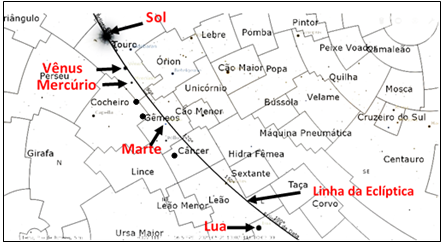 riângulo
Sol
Touro
Lebre
Pomba
Pintor
Peixe Voador
Camaleão
Perseu
Vênus
Mercúrio
Órion
Cão Maior
Popa
Quilha
Mosca
Unicórnio
Bússola
Velame
Cruzeiro do Sul
Cocheiro
Gêmeos
Cão Menor
Máquina Pneumática
Marte
Câncer
Hidra Fêmea
Centauro
Girafa
N
Lince
Sextante
Taça
Linha da Eclíptica
Leão Menor
Leão
Corvo
Ursa Maior
Lua